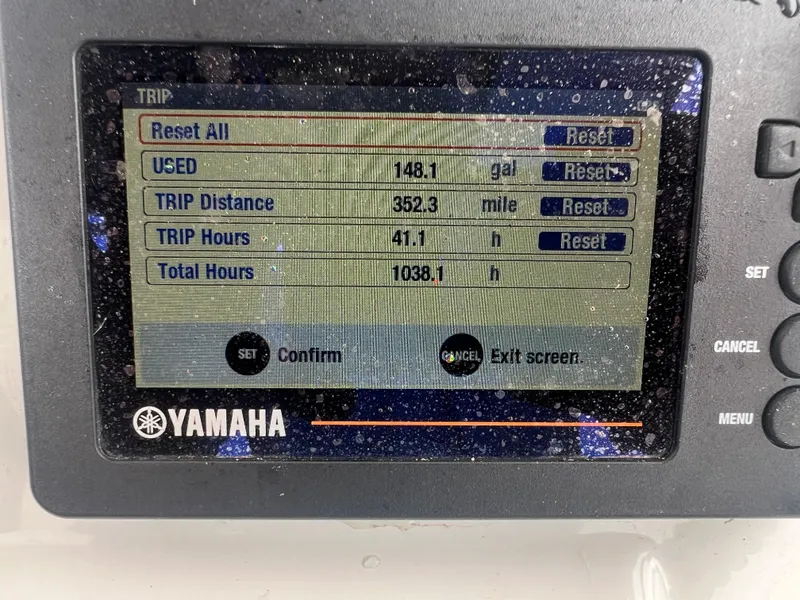 TRIP
Reset All Reset
USED 148.1 gal Reset
TRIP Distance 352.3 mile Reset
TRIP Hours 41.1 h Reset
Total Hours 1038.1 h
SET Confirm CANCEL Exit screen.
YAMAHA
SET
CANCEL
MENU